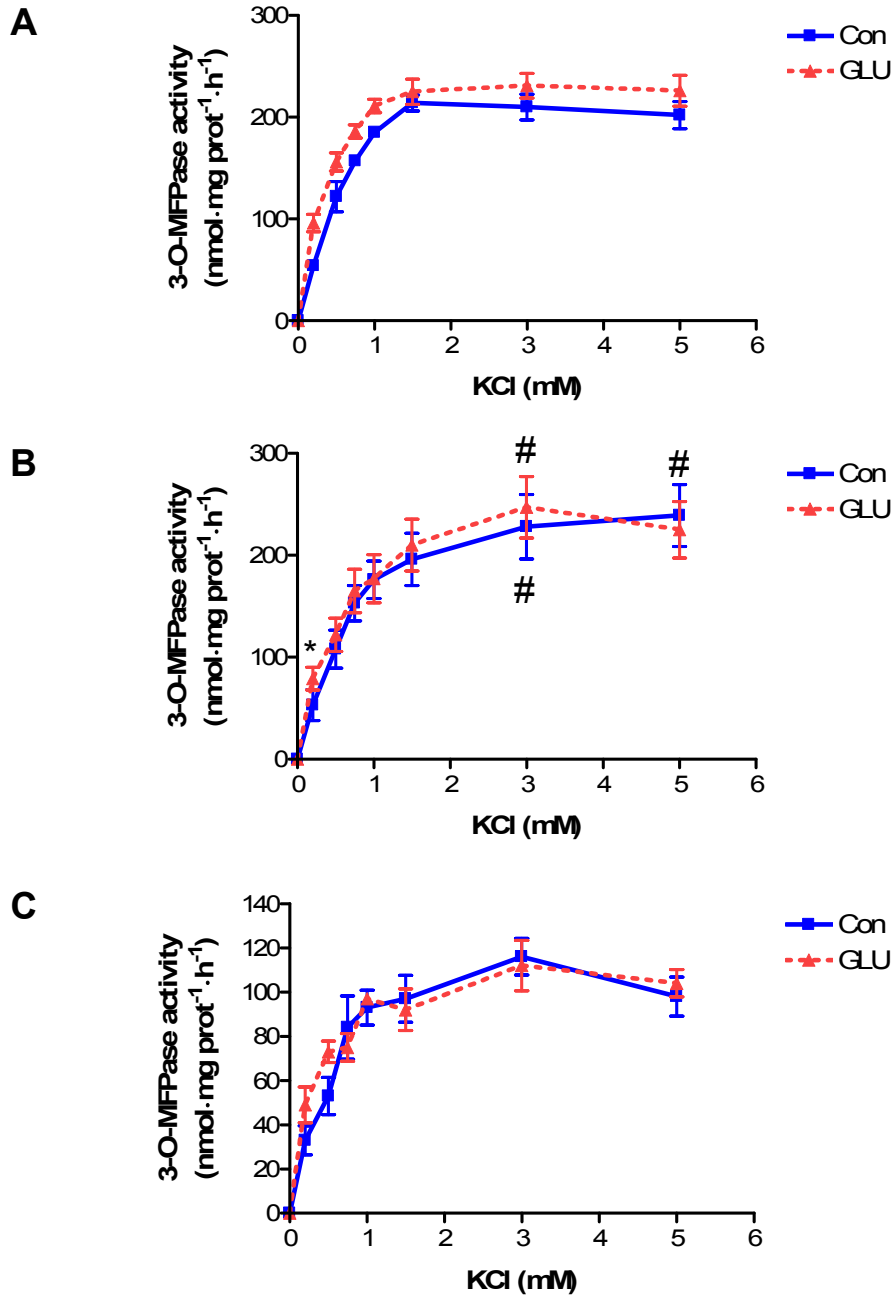 A
3-O-MFPase activity
(nmol·mg prot⁻¹·h⁻¹)
300
200
100
0
0 1 2 3 4 5 6
KCl (mM)
Con
GLU
B
3-O-MFPase activity
(nmol·mg prot⁻¹·h⁻¹)
300
200
100
0
*
#
#
#
0 1 2 3 4 5 6
KCl (mM)
Con
GLU
C
3-O-MFPase activity
(nmol·mg prot⁻¹·h⁻¹)
140
120
100
80
60
40
20
0
0 1 2 3 4 5 6
KCl (mM)
Con
GLU